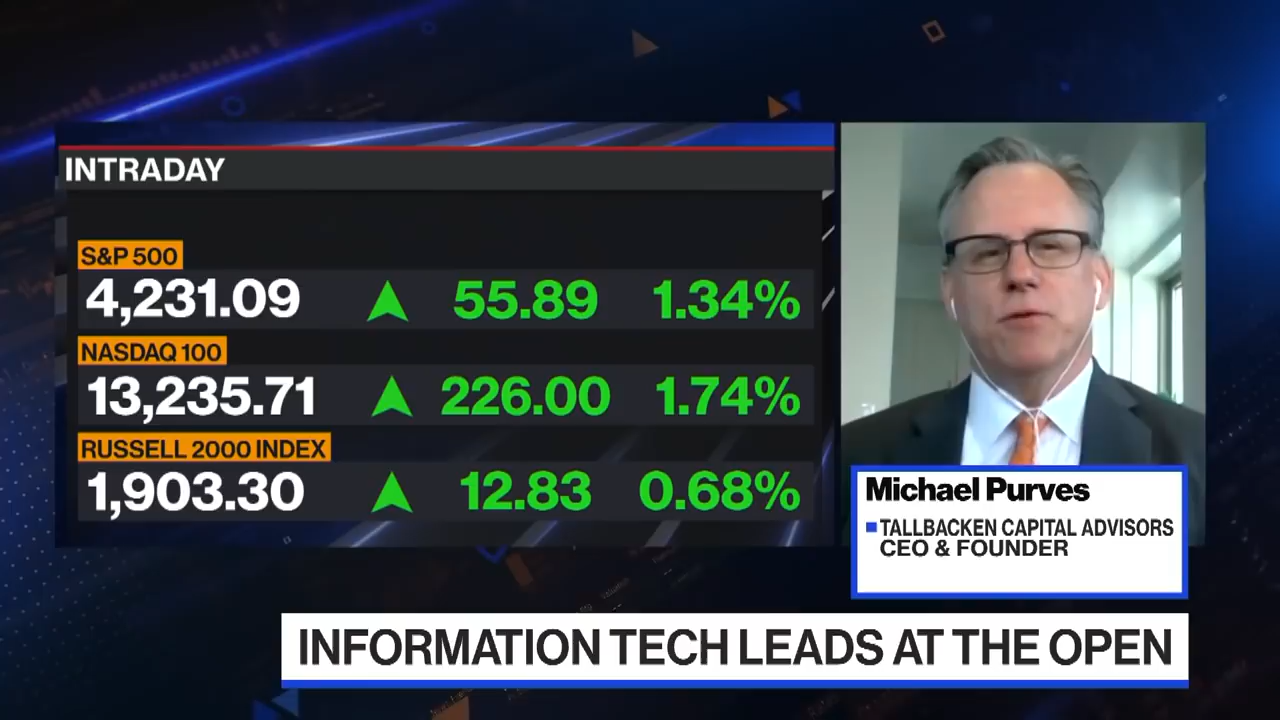 INTRADAY
S&P 500
4,231.09 55.89 1.34%
NASDAQ 100
13,235.71 226.00 1.74%
RUSSELL 2000 INDEX
1,903.30 12.83 0.68%
Michael Purves
TALLBACKEN CAPITAL ADVISORS
CEO & FOUNDER
INFORMATION TECH LEADS AT THE OPEN